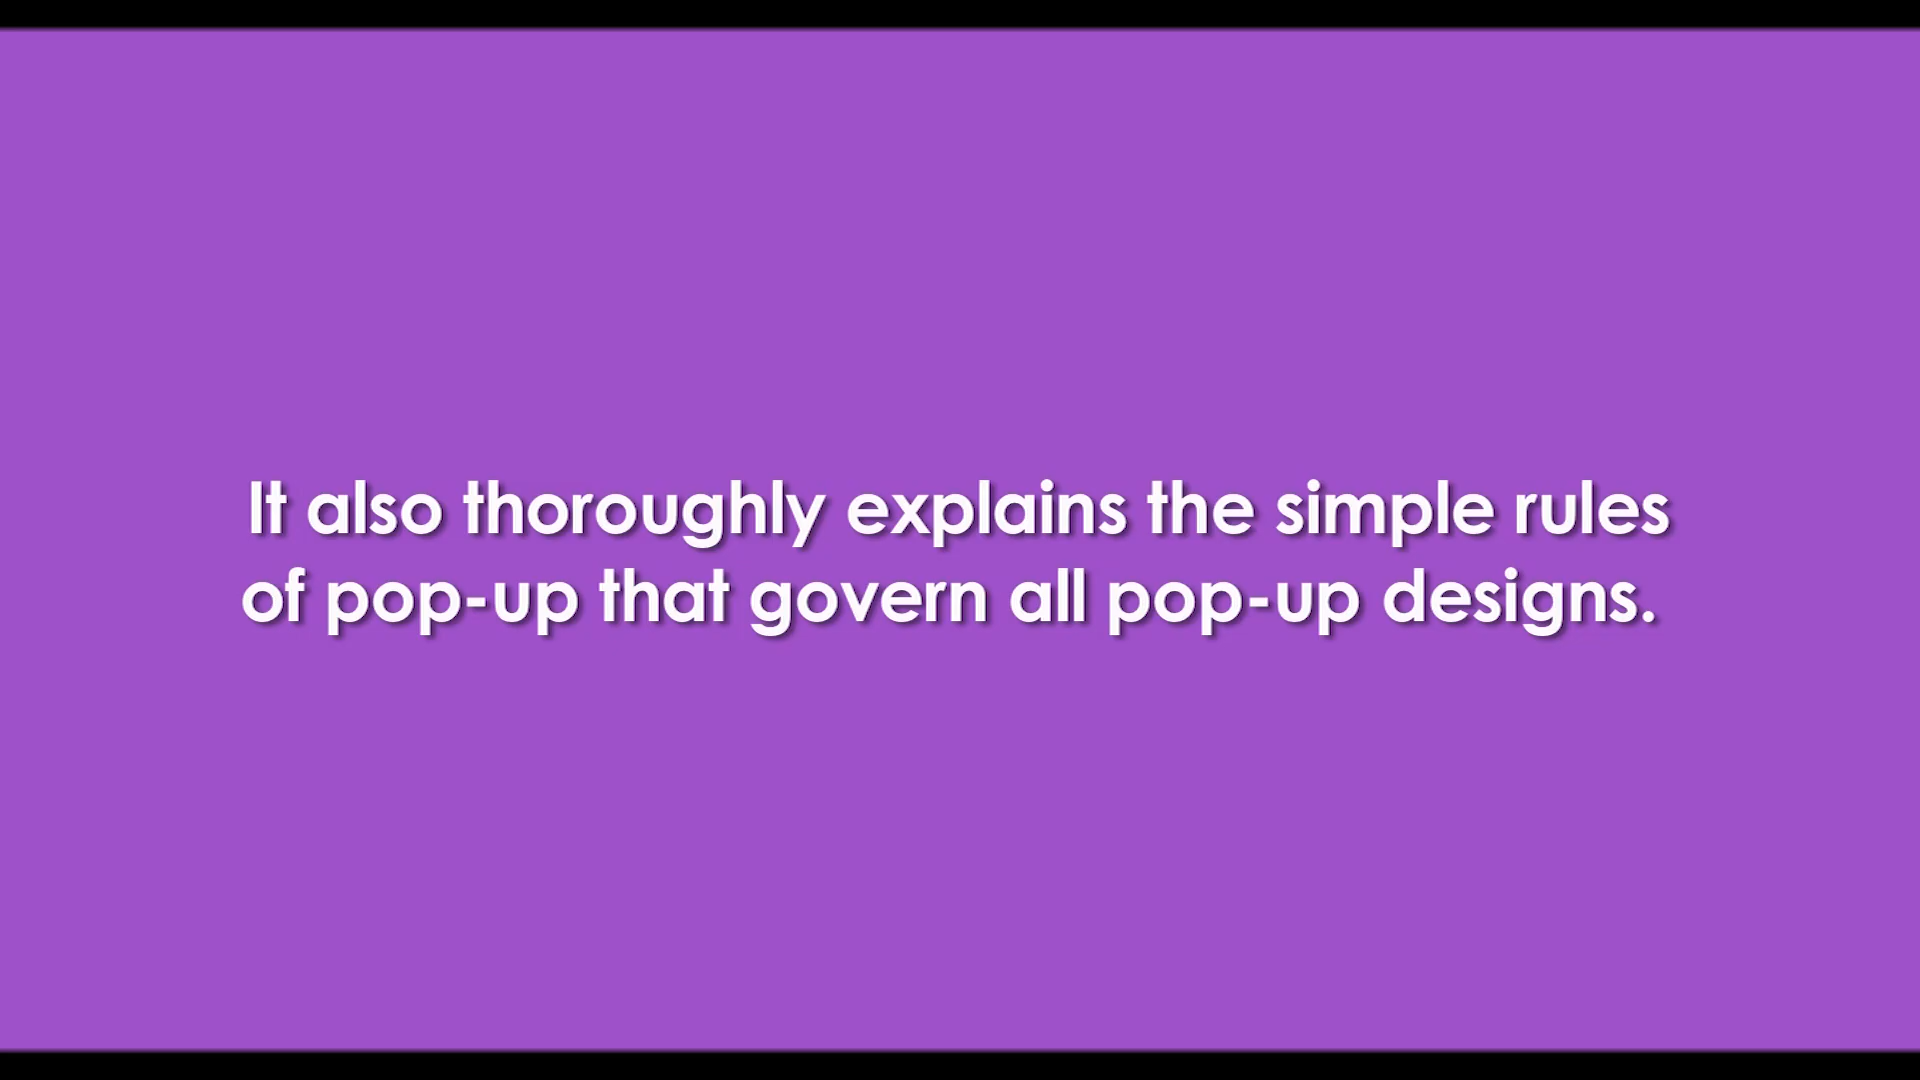 It also thoroughly explains the simple rules
of pop-up that govern all pop-up designs.